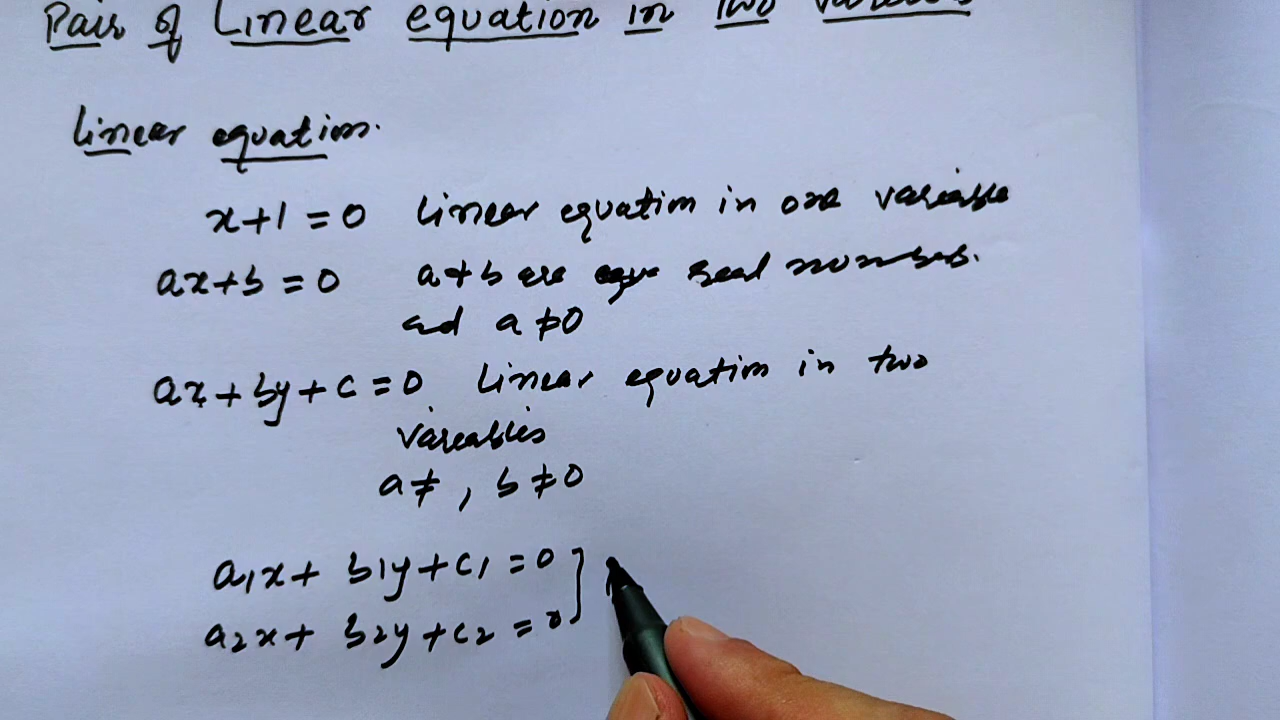 Pair of Linear equation in Two variables
Linear equation.
x+1=0 Linear equation in one variable
ax+b=0 a & b are real numbers.
and a≠0
ax+by+c=0 Linear equation in two
variables
a≠ , b≠0
a1x+ b1y+c1=0
a2x+ b2y+c2=0